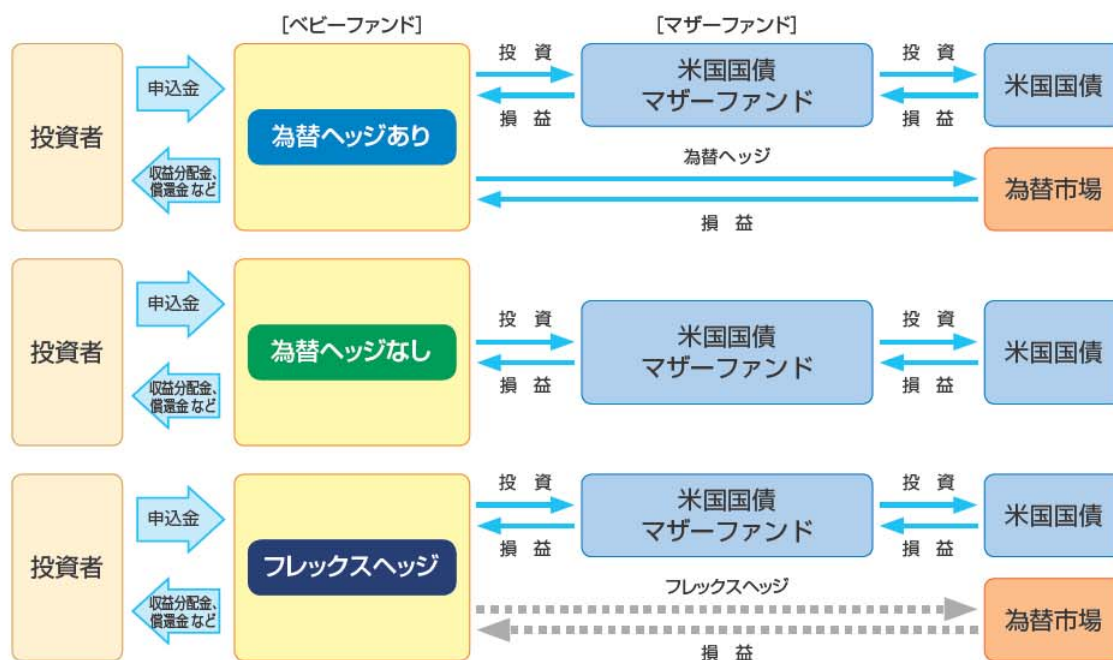 [ベビーファンド]
[マザーファンド]
投資者
申込金
収益分配金、
償還金 など
為替ヘッジあり
投 資
損 益
米国国債
マザーファンド
投 資
損 益
米国国債
為替ヘッジ
損 益
為替市場
投資者
申込金
収益分配金、
償還金 など
為替ヘッジなし
投 資
損 益
米国国債
マザーファンド
投 資
損 益
米国国債
投資者
申込金
収益分配金、
償還金 など
フレックスヘッジ
投 資
損 益
米国国債
マザーファンド
投 資
損 益
米国国債
フレックスヘッジ
損 益
為替市場